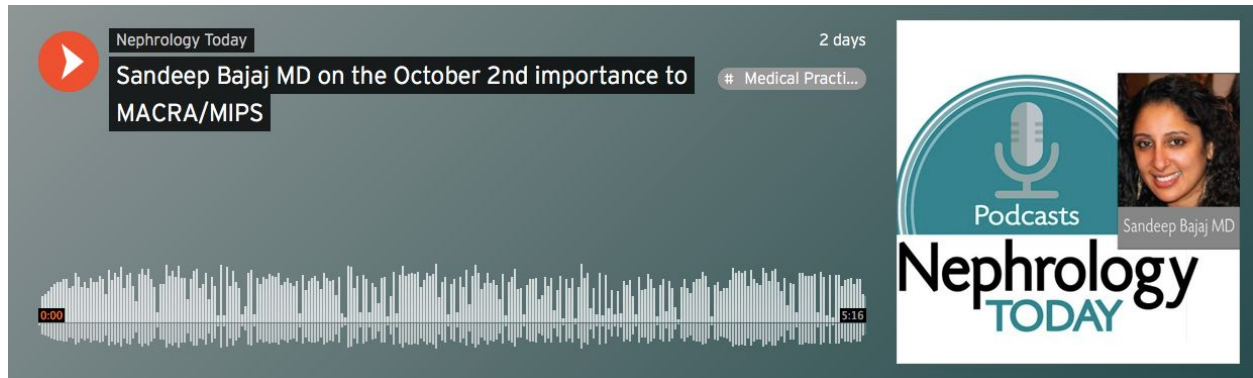 Nephrology Today
2 days
Sandeep Bajaj MD on the October 2nd importance to
MACRA/MIPS
# Medical Practi...
0:00
5:16
Podcasts
Sandeep Bajaj MD
Nephrology
TODAY